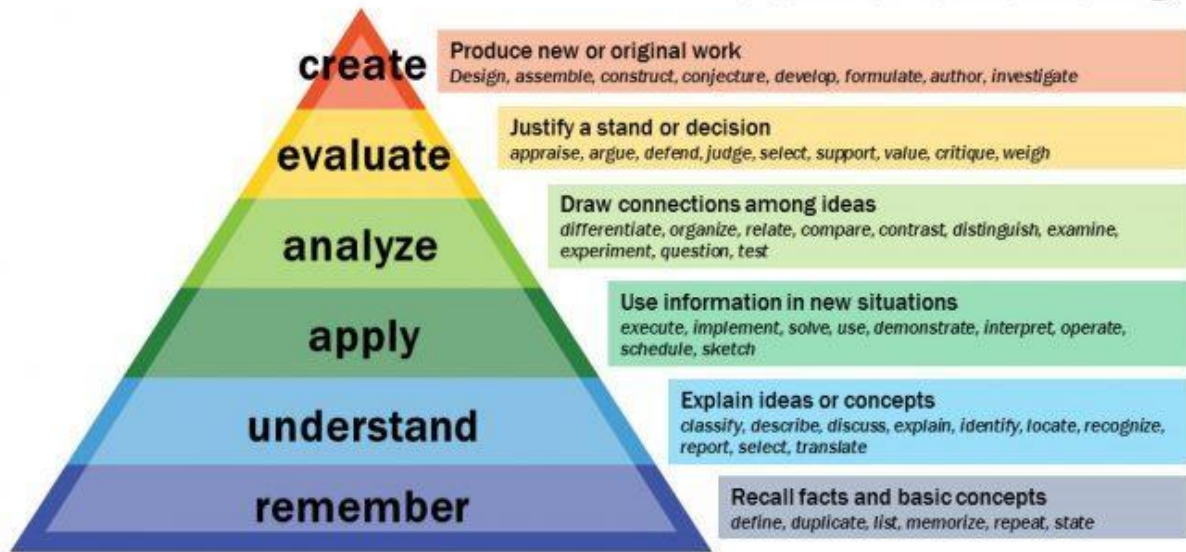 create
Produce new or original work
Design, assemble, construct, conjecture, develop, formulate, author, investigate
evaluate
Justify a stand or decision
appraise, argue, defend, judge, select, support, value, critique, weigh
analyze
Draw connections among ideas
differentiate, organize, relate, compare, contrast, distinguish, examine,
experiment, question, test
apply
Use information in new situations
execute, implement, solve, use, demonstrate, interpret, operate,
schedule, sketch
understand
Explain ideas or concepts
classify, describe, discuss, explain, identify, locate, recognize,
report, select, translate
remember
Recall facts and basic concepts
define, duplicate, list, memorize, repeat, state